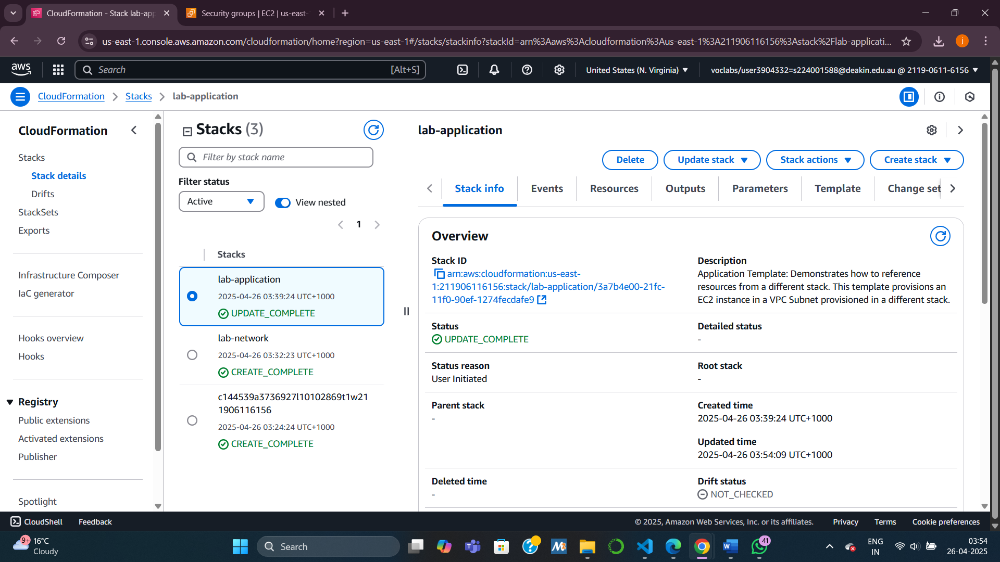 CloudFormation - Stack lab-app
Security groups | EC2 | us-east-
us-east-1.console.aws.amazon.com/cloudformation/home?region=us-east-1#/stacks/stackinfo?stackId=arn%3Aaws%3Acloudformation%3Aus-east-1%3A211906116156%3Astack%2Flab-applicati...
j
aws
Search
[Alt+S]
United States (N. Virginia)
voclabs/user3904332=s224001588@deakin.edu.au @ 2119-0611-6156
CloudFormation
Stacks
lab-application
CloudFormation
Stacks
Stack details
Drifts
StackSets
Exports
Infrastructure Composer
IaC generator
Hooks overview
Hooks
Registry
Public extensions
Activated extensions
Publisher
Spotlight
Stacks (3)
Filter by stack name
Filter status
Active
View nested
1
Stacks
lab-application
2025-04-26 03:39:24 UTC+1000
UPDATE_COMPLETE
lab-network
2025-04-26 03:32:23 UTC+1000
CREATE_COMPLETE
c144539a3736927l10102869t1w21
1906116156
2025-04-26 03:24:24 UTC+1000
CREATE_COMPLETE
lab-application
Delete
Update stack
Stack actions
Create stack
Stack info
Events
Resources
Outputs
Parameters
Template
Change set
Overview
Stack ID
arn:aws:cloudformation:us-east-
1:211906116156:stack/lab-application/3a7b4e00-21fc-
11f0-90ef-1274fecdafe9
Description
Application Template: Demonstrates how to reference
resources from a different stack. This template provisions an
EC2 instance in a VPC Subnet provisioned in a different stack.
Status
UPDATE_COMPLETE
Detailed status
-
Status reason
User Initiated
Root stack
-
Parent stack
-
Created time
2025-04-26 03:39:24 UTC+1000
Updated time
2025-04-26 03:54:09 UTC+1000
Deleted time
-
Drift status
NOT_CHECKED
CloudShell
Feedback
© 2025, Amazon Web Services, Inc. or its affiliates.
Privacy
Terms
Cookie preferences
9+
16°C
Cloudy
Search
41
ENG
IN
03:54
26-04-2025